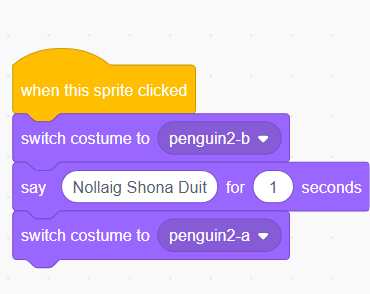 when this sprite clicked
switch costume to penguin2-b
say Nollaig Shona Duit for 1 seconds
switch costume to penguin2-a